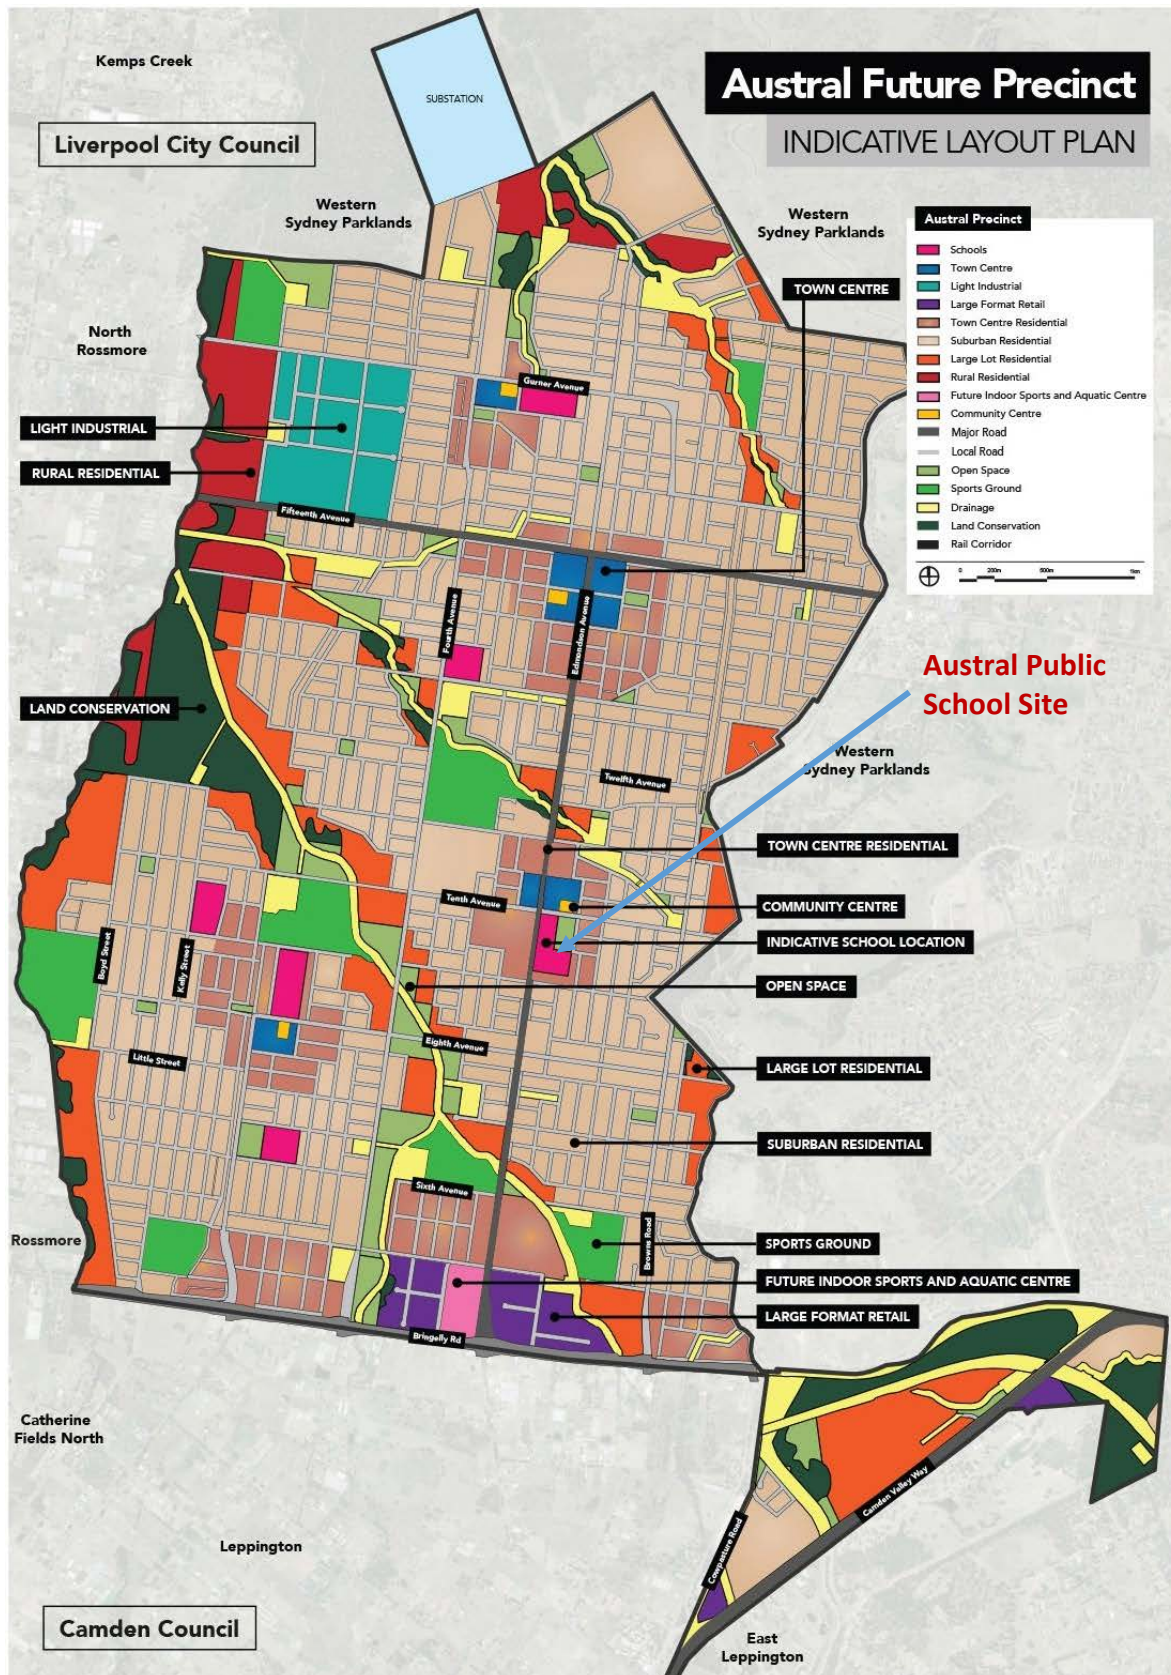 Kemps Creek
Liverpool City Council
SUBSTATION
Austral Future Precinct
INDICATIVE LAYOUT PLAN
Western
Sydney Parklands
Western
Sydney Parklands
Austral Precinct
Schools
Town Centre
Light Industrial
Large Format Retail
Town Centre Residential
Suburban Residential
Large Lot Residential
Rural Residential
Future Indoor Sports and Aquatic Centre
Community Centre
Major Road
Local Road
Open Space
Sports Ground
Drainage
Land Conservation
Rail Corridor
0 200m 500m 1km
TOWN CENTRE
North
Rossmore
Gurner Avenue
LIGHT INDUSTRIAL
RURAL RESIDENTIAL
Fifteenth Avenue
Fourth Avenue
Edmondson Avenue
Austral Public
School Site
LAND CONSERVATION
Western
Sydney Parklands
Twelfth Avenue
TOWN CENTRE RESIDENTIAL
Tenth Avenue
COMMUNITY CENTRE
INDICATIVE SCHOOL LOCATION
Boyd Street
Kelly Street
OPEN SPACE
Eighth Avenue
Little Street
LARGE LOT RESIDENTIAL
SUBURBAN RESIDENTIAL
Sixth Avenue
Rossmore
Browns Road
SPORTS GROUND
FUTURE INDOOR SPORTS AND AQUATIC CENTRE
LARGE FORMAT RETAIL
Bringelly Rd
Catherine
Fields North
Camden Valley Way
Cowpasture Road
Leppington
Camden Council
East
Leppington